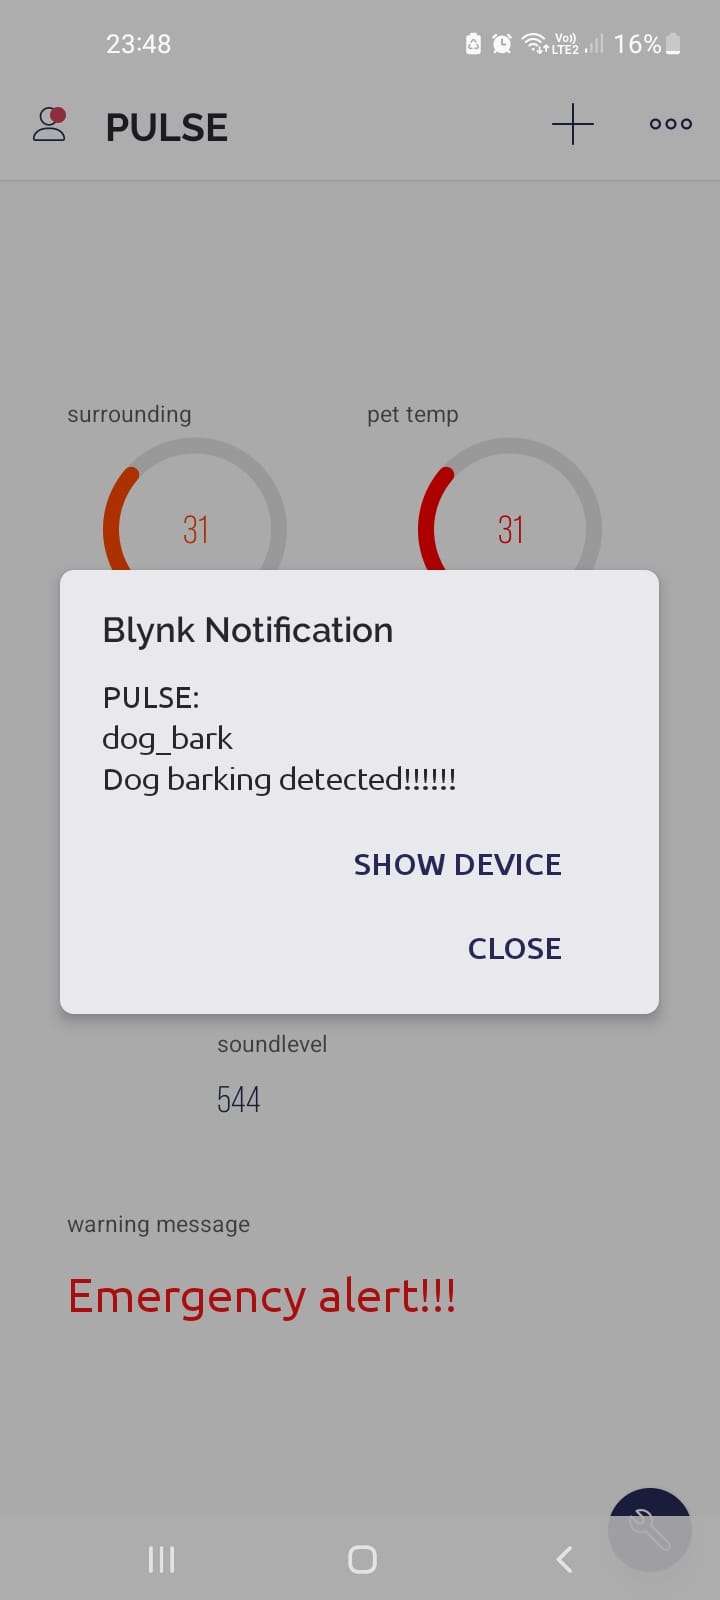 23:48
Vo)) LTE2 16%
PULSE
surrounding pet temp
31 31
Blynk Notification
PULSE:
dog_bark
Dog barking detected!!!!!!
SHOW DEVICE
CLOSE
soundlevel
544
warning message
Emergency alert!!!